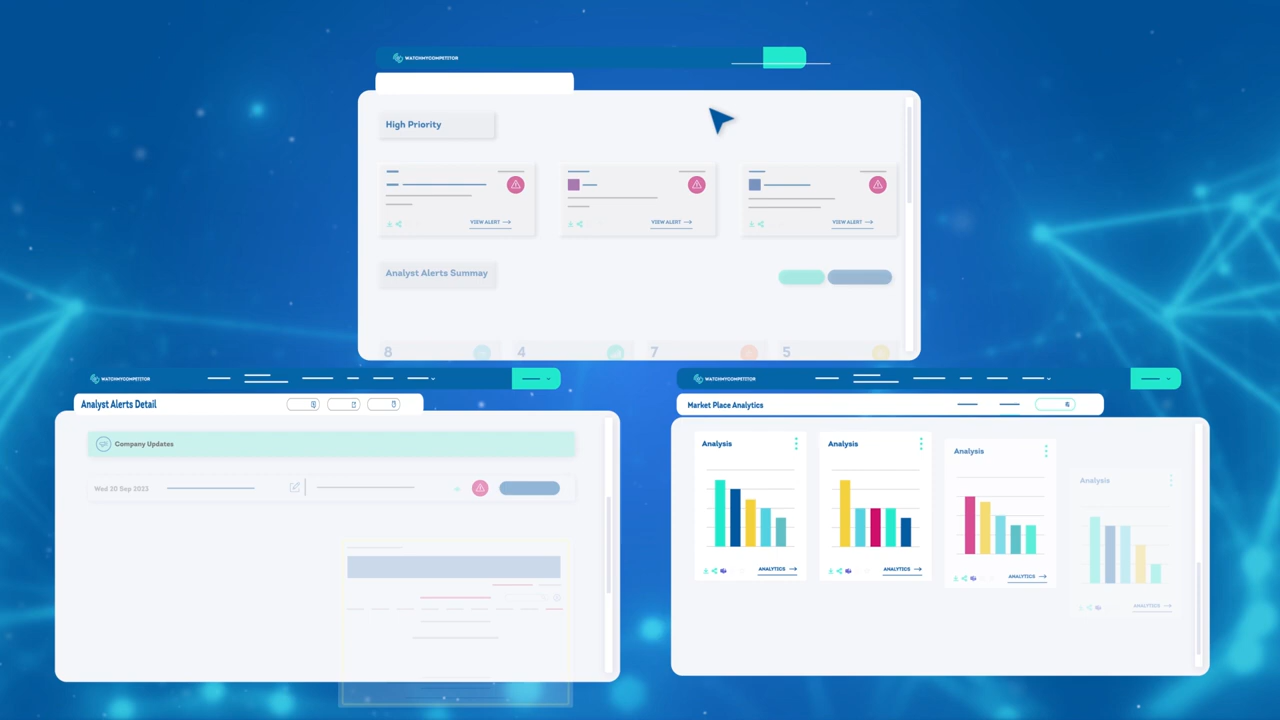 WATCHMYCOMPETITOR
High Priority
VIEW ALERT
VIEW ALERT
VIEW ALERT
Analyst Alerts Summay
8
4
7
5
WATCHMYCOMPETITOR
Analyst Alerts Detail
Company Updates
Wed 20 Sep 2023
WATCHMYCOMPETITOR
Market Place Analytics
Analysis
Analysis
Analysis
Analysis
ANALYTICS
ANALYTICS
ANALYTICS
ANALYTICS